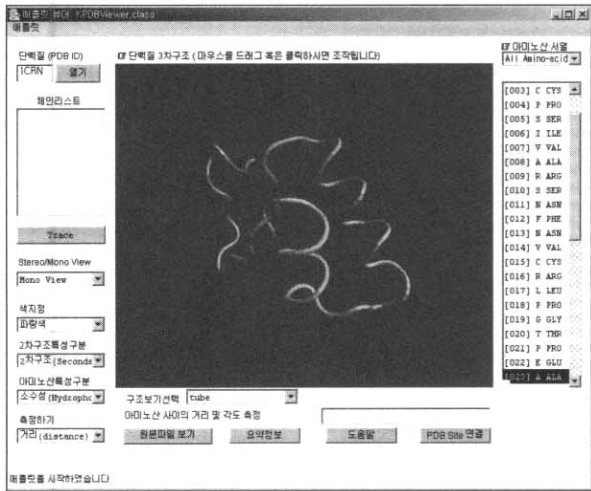 애플릿 뷰어: PDBViewer.class
애플릿
단백질 (PDB ID)
1CRN 열기
체인리스트
Trace
Stereo/Mono View
Mono View
색지정
파랑색
2차구조특성구분
2차구조(Seconda
아미노산특성구분
소수성(Hydropho
측정하기
거리(distance)
애플릿을 시작하였습니다
☞ 단백질 3차구조 (마우스를 드래그 혹은 클릭하시면 조작됩니다)
구조보기선택 tube
아미노산 사이의 거리 및 각도 측정
원문파일 보기 요약정보 도움말 PDB Site 연결
☞ 아미노산 서열
All Amino-acid
[003] C CYS
[004] P PRO
[005] S SER
[006] I ILE
[007] V VAL
[008] A ALA
[009] R ARG
[010] S SER
[011] N ASN
[012] F PHE
[013] N ASN
[014] V VAL
[015] C CYS
[016] R ARG
[017] L LEU
[018] P PRO
[019] G GLY
[020] T THR
[021] P PRO
[022] E GLU
[023] A ALA